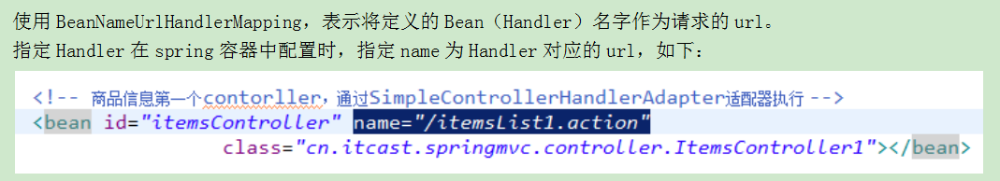 使用 BeanNameUrlHandlerMapping，表示将定义的 Bean（Handler）名字作为请求的 url。
指定 Handler 在 spring 容器中配置时，指定 name 为 Handler 对应的 url，如下：
<!-- 商品信息第一个contorller，通过SimpleControllerHandlerAdapter适配器执行 -->
<bean id="itemsController" name="/itemsList1.action"
class="cn.itcast.springmvc.controller.ItemsController1"></bean>